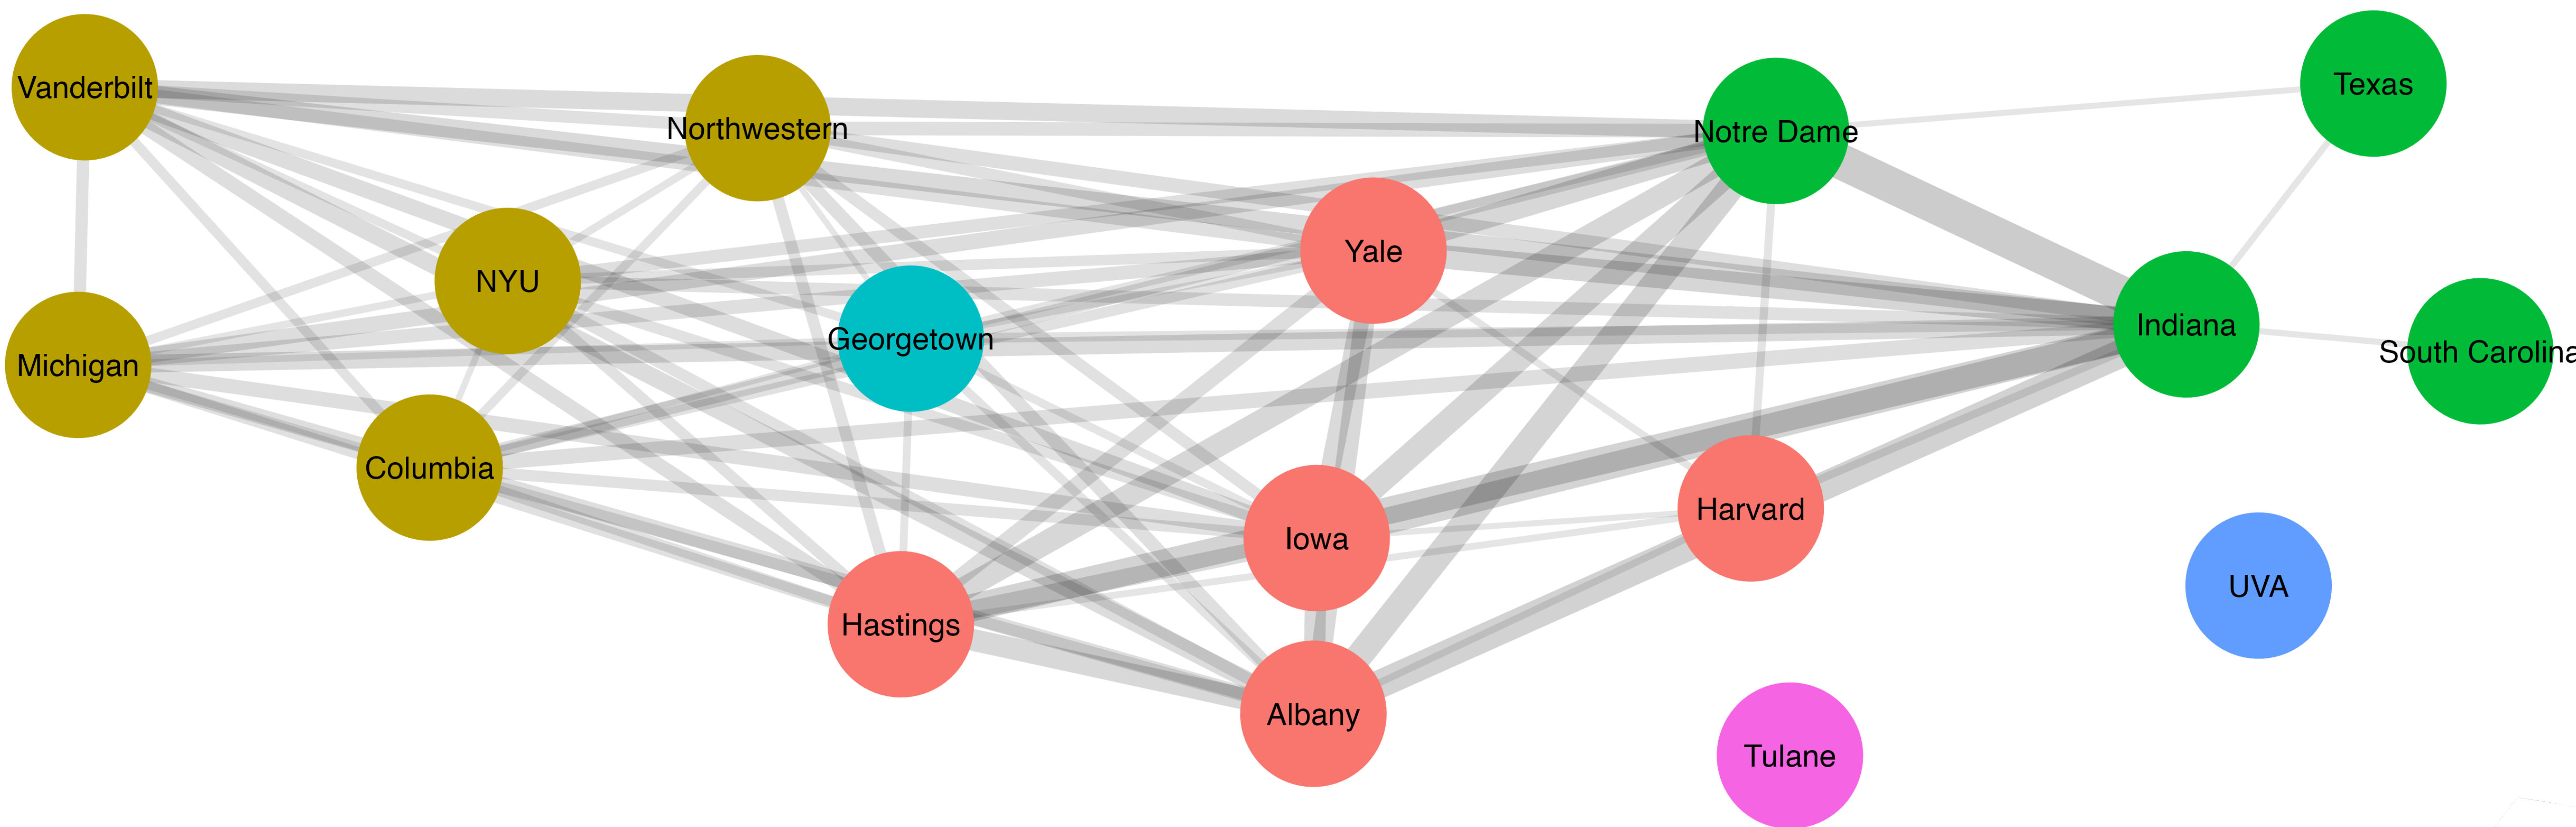 Vanderbilt
Northwestern
Notre Dame
Texas
NYU
Yale
Georgetown
Indiana
South Carolina
Michigan
Columbia
Harvard
Iowa
UVA
Hastings
Albany
Tulane